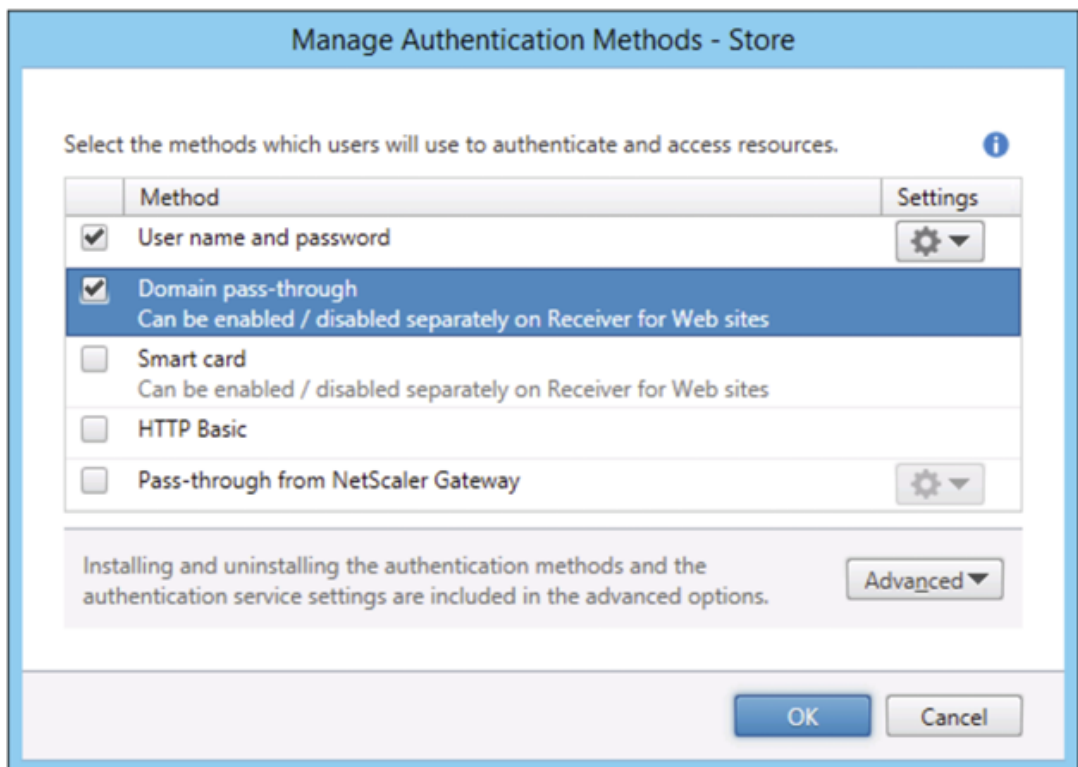 Manage Authentication Methods - Store
Select the methods which users will use to authenticate and access resources.
Method Settings
User name and password
Domain pass-through
Can be enabled / disabled separately on Receiver for Web sites
Smart card
Can be enabled / disabled separately on Receiver for Web sites
HTTP Basic
Pass-through from NetScaler Gateway
Installing and uninstalling the authentication methods and the
authentication service settings are included in the advanced options.
Advanced
OK Cancel